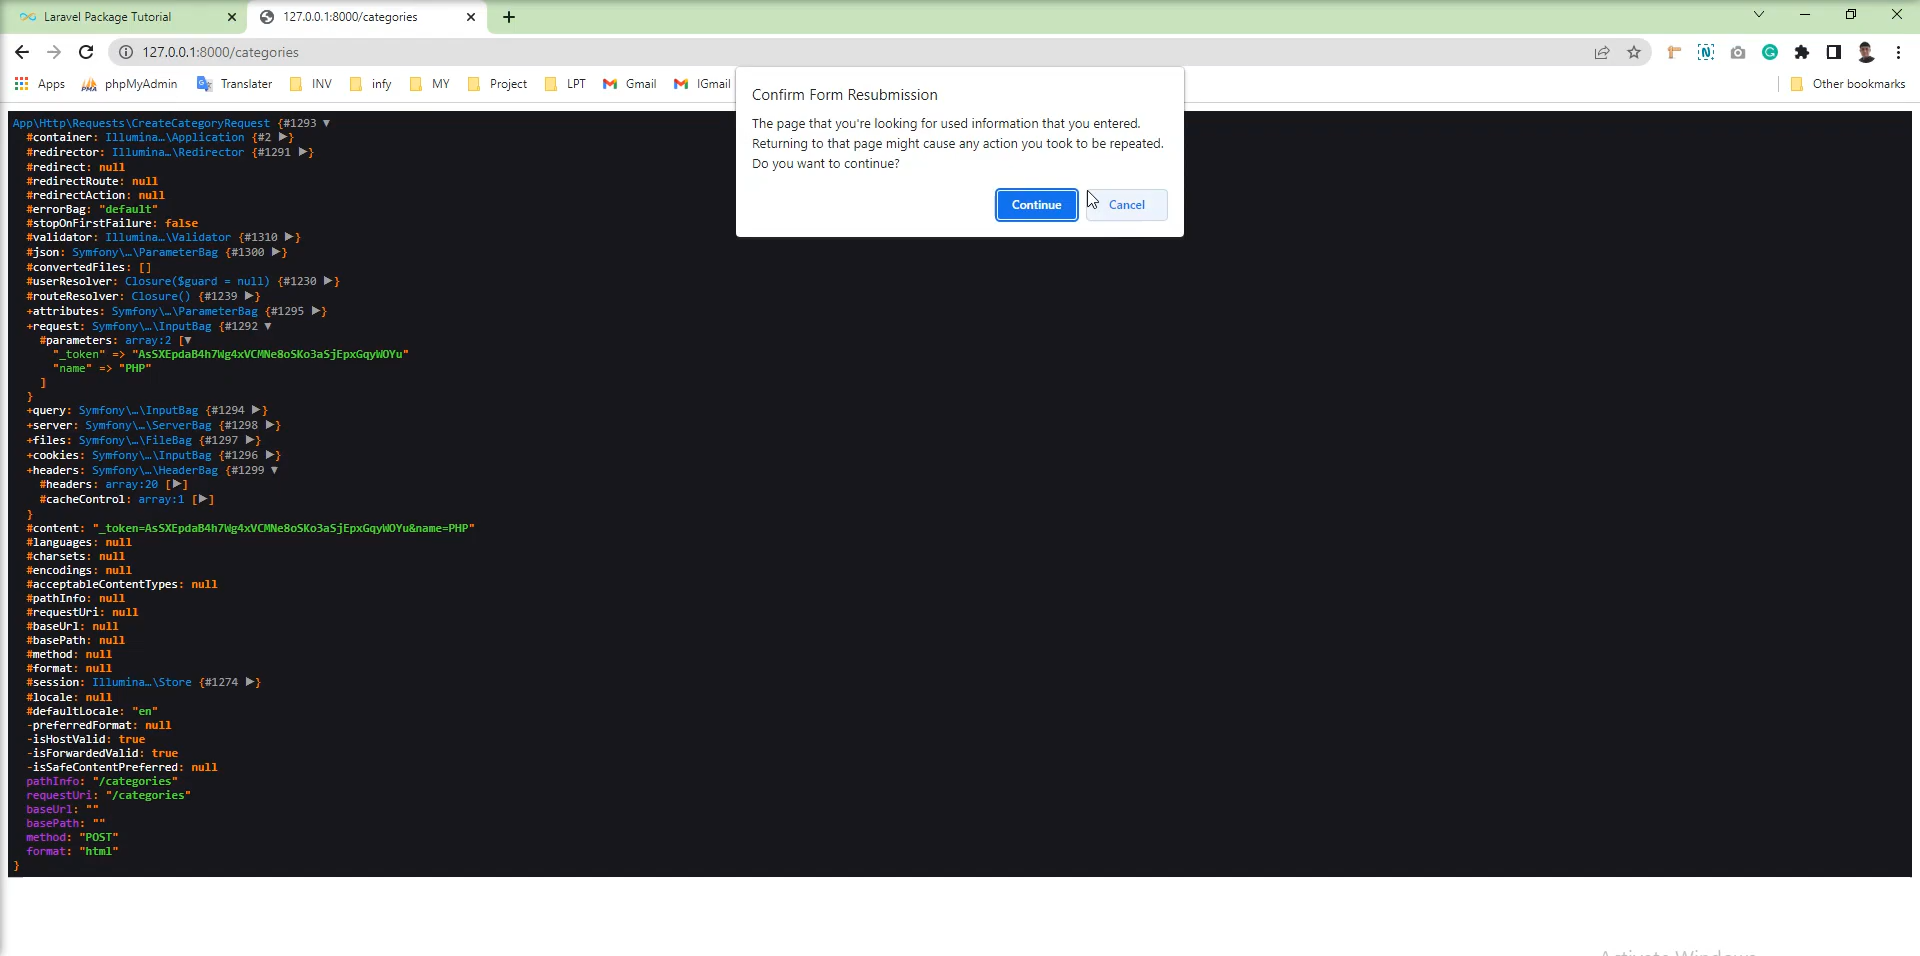 Laravel Package Tutorial
127.0.0.1:8000/categories
127.0.0.1:8000/categories
Apps phpMyAdmin Translater INV infy MY Project LPT Gmail IGmail Other bookmarks
Confirm Form Resubmission
The page that you're looking for used information that you entered.
Returning to that page might cause any action you took to be repeated.
Do you want to continue?
Continue Cancel
App\Http\Requests\CreateCategoryRequest {#1293 ▼
#container: Illumina…\Application {#2 ▶}
#redirector: Illumina…\Redirector {#1291 ▶}
#redirect: null
#redirectRoute: null
#redirectAction: null
#errorBag: "default"
#stopOnFirstFailure: false
#validator: Illumina…\Validator {#1310 ▶}
#json: Symfony\…\ParameterBag {#1300 ▶}
#convertedFiles: []
#userResolver: Closure($guard = null) {#1230 ▶}
#routeResolver: Closure() {#1239 ▶}
+attributes: Symfony\…\ParameterBag {#1295 ▶}
+request: Symfony\…\InputBag {#1292 ▼
#parameters: array:2 [▼
"_token" => "AsSXEpdaB4h7Wg4xVCMNe8oSKo3aSjEpxGqyWOYu"
"name" => "PHP"
]
}
+query: Symfony\…\InputBag {#1294 ▶}
+server: Symfony\…\ServerBag {#1298 ▶}
+files: Symfony\…\FileBag {#1297 ▶}
+cookies: Symfony\…\InputBag {#1296 ▶}
+headers: Symfony\…\HeaderBag {#1299 ▼
#headers: array:20 [▶]
#cacheControl: array:1 [▶]
}
#content: "_token=AsSXEpdaB4h7Wg4xVCMNe8oSKo3aSjEpxGqyWOYu&name=PHP"
#languages: null
#charsets: null
#encodings: null
#acceptableContentTypes: null
#pathInfo: null
#requestUri: null
#baseUrl: null
#basePath: null
#method: null
#format: null
#session: Illumina…\Store {#1274 ▶}
#locale: null
#defaultLocale: "en"
-preferredFormat: null
-isHostValid: true
-isForwardedValid: true
-isSafeContentPreferred: null
pathInfo: "/categories"
requestUri: "/categories"
baseUrl: ""
basePath: ""
method: "POST"
format: "html"
}
Activate Windows